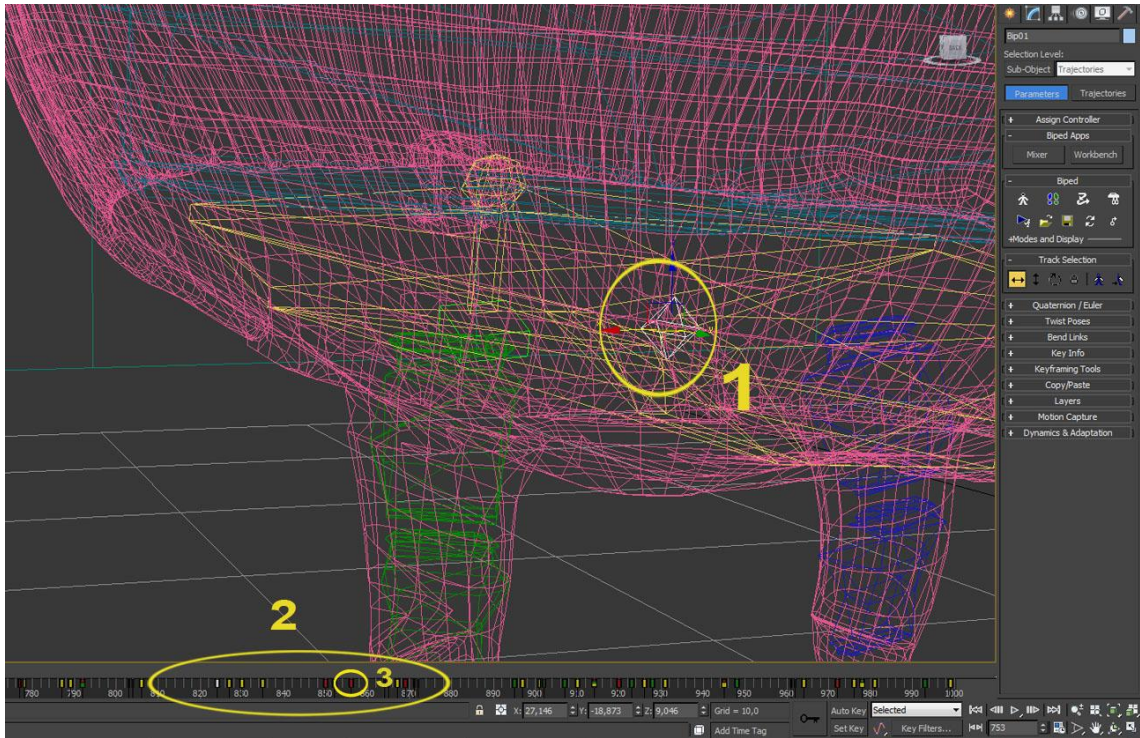 Bip01
Selection Level:
Sub-Object Trajectories
Parameters Trajectories
+ Assign Controller
- Biped Apps
Mixer Workbench
- Biped
+Modes and Display
- Track Selection
+ Quaternion / Euler
+ Twist Poses
+ Bend Links
+ Key Info
+ Keyframing Tools
+ Copy/Paste
+ Layers
+ Motion Capture
+ Dynamics & Adaptation
1
2
3
780 790 800 810 820 830 840 850 860 870 880 890 900 910 920 930 940 950 960 970 980 990 1000
X: 27,146 Y: -18,873 Z: 9,046 Grid = 10,0 Auto Key Selected
Add Time Tag Set Key Key Filters... 753